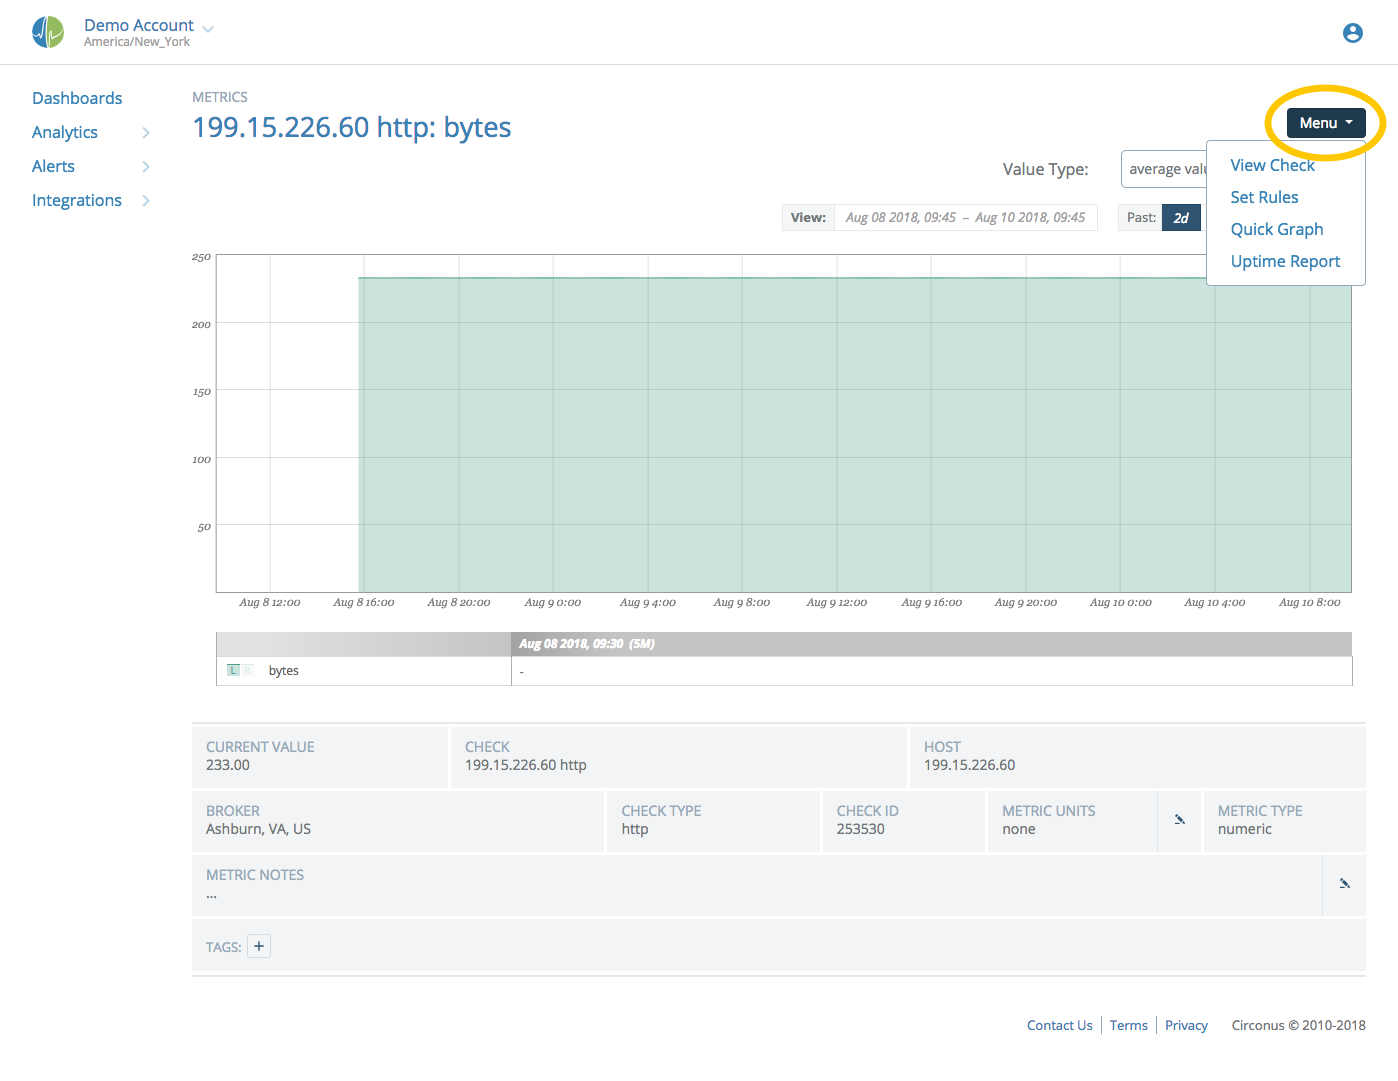 Demo Account
America/New_York
Dashboards
Analytics
Alerts
Integrations
METRICS
199.15.226.60 http: bytes
Menu
View Check
Set Rules
Quick Graph
Uptime Report
Value Type:
average valu
View: Aug 08 2018, 09:45 – Aug 10 2018, 09:45
Past: 2d
250
200
150
100
50
Aug 8 12:00 Aug 8 16:00 Aug 8 20:00 Aug 9 0:00 Aug 9 4:00 Aug 9 8:00 Aug 9 12:00 Aug 9 16:00 Aug 9 20:00 Aug 10 0:00 Aug 10 4:00 Aug 10 8:00
Aug 08 2018, 09:30 (5M)
L R bytes -
CURRENT VALUE
233.00
CHECK
199.15.226.60 http
HOST
199.15.226.60
BROKER
Ashburn, VA, US
CHECK TYPE
http
CHECK ID
253530
METRIC UNITS
none
METRIC TYPE
numeric
METRIC NOTES
...
TAGS: +
Contact Us Terms Privacy Circonus © 2010-2018